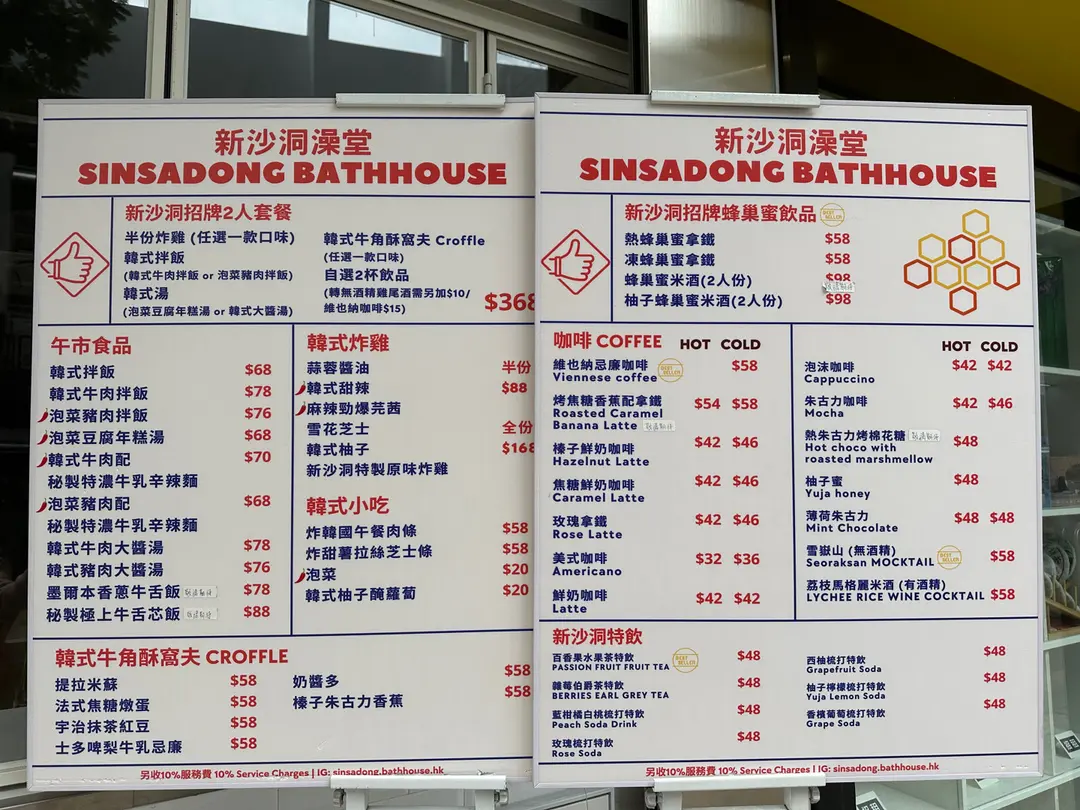 新沙洞澡堂
SINSADONG BATHHOUSE
新沙洞招牌2人套餐
半份炸雞 (任選一款口味)
韓式拌飯
(韓式牛肉拌飯 or 泡菜豬肉拌飯)
韓式湯
(泡菜豆腐年糕湯 or 韓式大醬湯)
韓式牛角酥窩夫 Croffle
(任選一款口味)
自選2杯飲品
(轉無酒精雞尾酒需另加$10/
維也納咖啡$15)
$368
午市食品
韓式拌飯 $68
韓式牛肉拌飯 $78
泡菜豬肉拌飯 $76
泡菜豆腐年糕湯 $68
韓式牛肉配 $70
秘製特濃牛乳辛辣麵
泡菜豬肉配 $68
秘製特濃牛乳辛辣麵
韓式牛肉大醬湯 $78
韓式豬肉大醬湯 $76
墨爾本香蔥牛舌飯 $78
秘製極上牛舌芯飯 $88
韓式炸雞
蒜蓉醬油 半份
韓式甜辣 $88
麻辣勁爆芫茜
雪花芝士 全份
韓式柚子 $168
新沙洞特製原味炸雞
韓式小吃
炸韓國午餐肉條 $58
炸甜薯拉絲芝士條 $58
泡菜 $20
韓式柚子醃蘿蔔 $20
韓式牛角酥窩夫 CROFFLE
提拉米蘇 $58
法式焦糖燉蛋 $58
宇治抹茶紅豆 $58
士多啤梨牛乳忌廉 $58
奶醬多 $58
榛子朱古力香蕉 $58
另收10%服務費 10% Service Charges | IG: sinsadong.bathhouse.hk
新沙洞澡堂
SINSADONG BATHHOUSE
新沙洞招牌蜂巢蜜飲品 BEST SELLER
熱蜂巢蜜拿鐵 $58
凍蜂巢蜜拿鐵 $58
蜂巢蜜米酒(2人份) $98
柚子蜂巢蜜米酒(2人份) $98
咖啡 COFFEE HOT COLD
維也納忌廉咖啡 $58
Viennese coffee BEST SELLER
烤焦糖香蕉配拿鐵 $54 $58
Roasted Caramel
Banana Latte
榛子鮮奶咖啡 $42 $46
Hazelnut Latte
焦糖鮮奶咖啡 $42 $46
Caramel Latte
玫瑰拿鐵 $42 $46
Rose Latte
美式咖啡 $32 $36
Americano
鮮奶咖啡 $42 $42
Latte
HOT COLD
泡沫咖啡 $42 $42
Cappuccino
朱古力咖啡 $42 $46
Mocha
熱朱古力烤棉花糖 $48
Hot choco with
roasted marshmellow
柚子蜜 $48
Yuja honey
薄荷朱古力 $48 $48
Mint Chocolate
雪嶽山 (無酒精) $58
Seoraksan MOCKTAIL BEST SELLER
荔枝馬格麗米酒 (有酒精)
LYCHEE RICE WINE COCKTAIL $58
新沙洞特飲
百香果水果茶特飲 $48
PASSION FRUIT FRUIT TEA BEST SELLER
雜莓伯爵茶特飲 $48
BERRIES EARL GREY TEA
藍柑橘白桃梳打特飲 $48
Peach Soda Drink
玫瑰梳打特飲 $48
Rose Soda
西柚梳打特飲 $48
Grapefruit Soda
柚子檸檬梳打特飲 $48
Yuja Lemon Soda
香檳葡萄梳打特飲 $48
Grape Soda
另收10%服務費 10% Service Charges | IG: sinsadong.bathhouse.hk